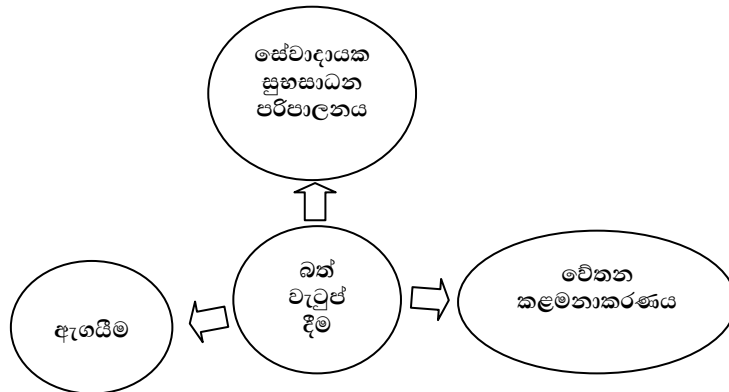 සේවාදායක
සුභසාධන
පරිපාලනය
බත්
වැටුප්
දීම
වේතන
කළමනාකරණය
ඇගයීම